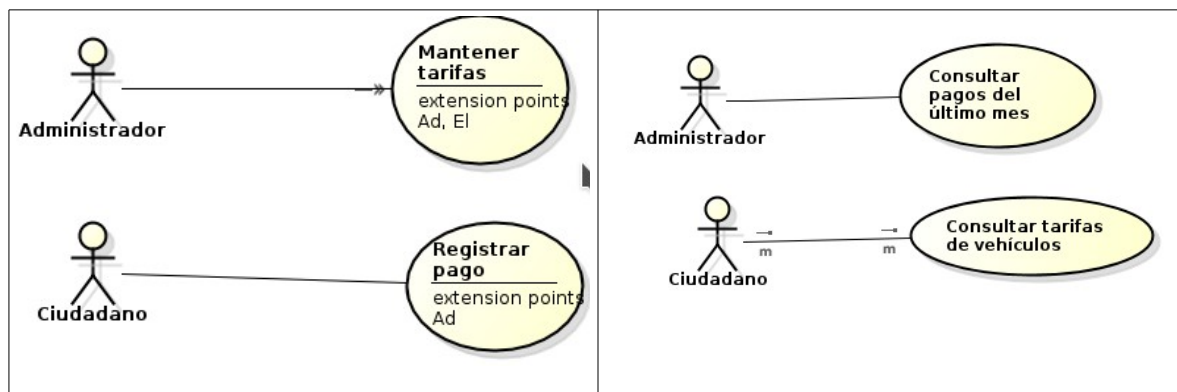 Mantener
tarifas
extension points
Ad, El
Administrador
Registrar
pago
extension points
Ad
Ciudadano
Consultar
pagos del
último mes
Administrador
Consultar tarifas
de vehículos
m
m
Ciudadano